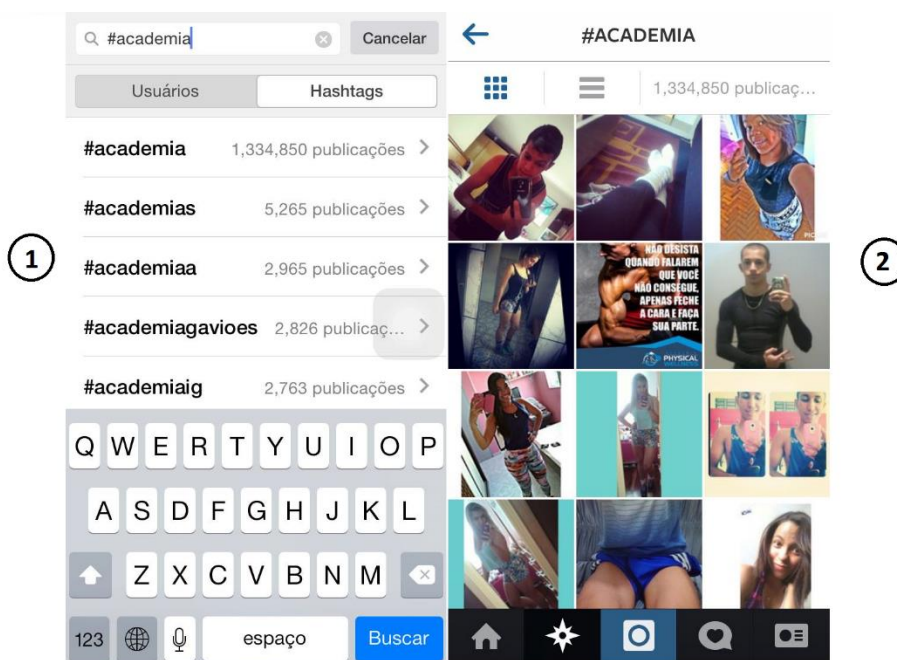 #academia
Cancelar
Usuários
Hashtags
#academia 1,334,850 publicações
#academias 5,265 publicações
#academiaa 2,965 publicações
#academiagavioes 2,826 publicaç...
#academiaig 2,763 publicações
Q W E R T Y U I O P
A S D F G H J K L
Z X C V B N M
123 espaço Buscar
1
#ACADEMIA
1,334,850 publicaç...
NÃO DESISTA
QUANDO FALAREM
QUE VOCÊ
NÃO CONSEGUE,
APENAS FECHE
A CARA E FAÇA
SUA PARTE.
PHYSICAL
2